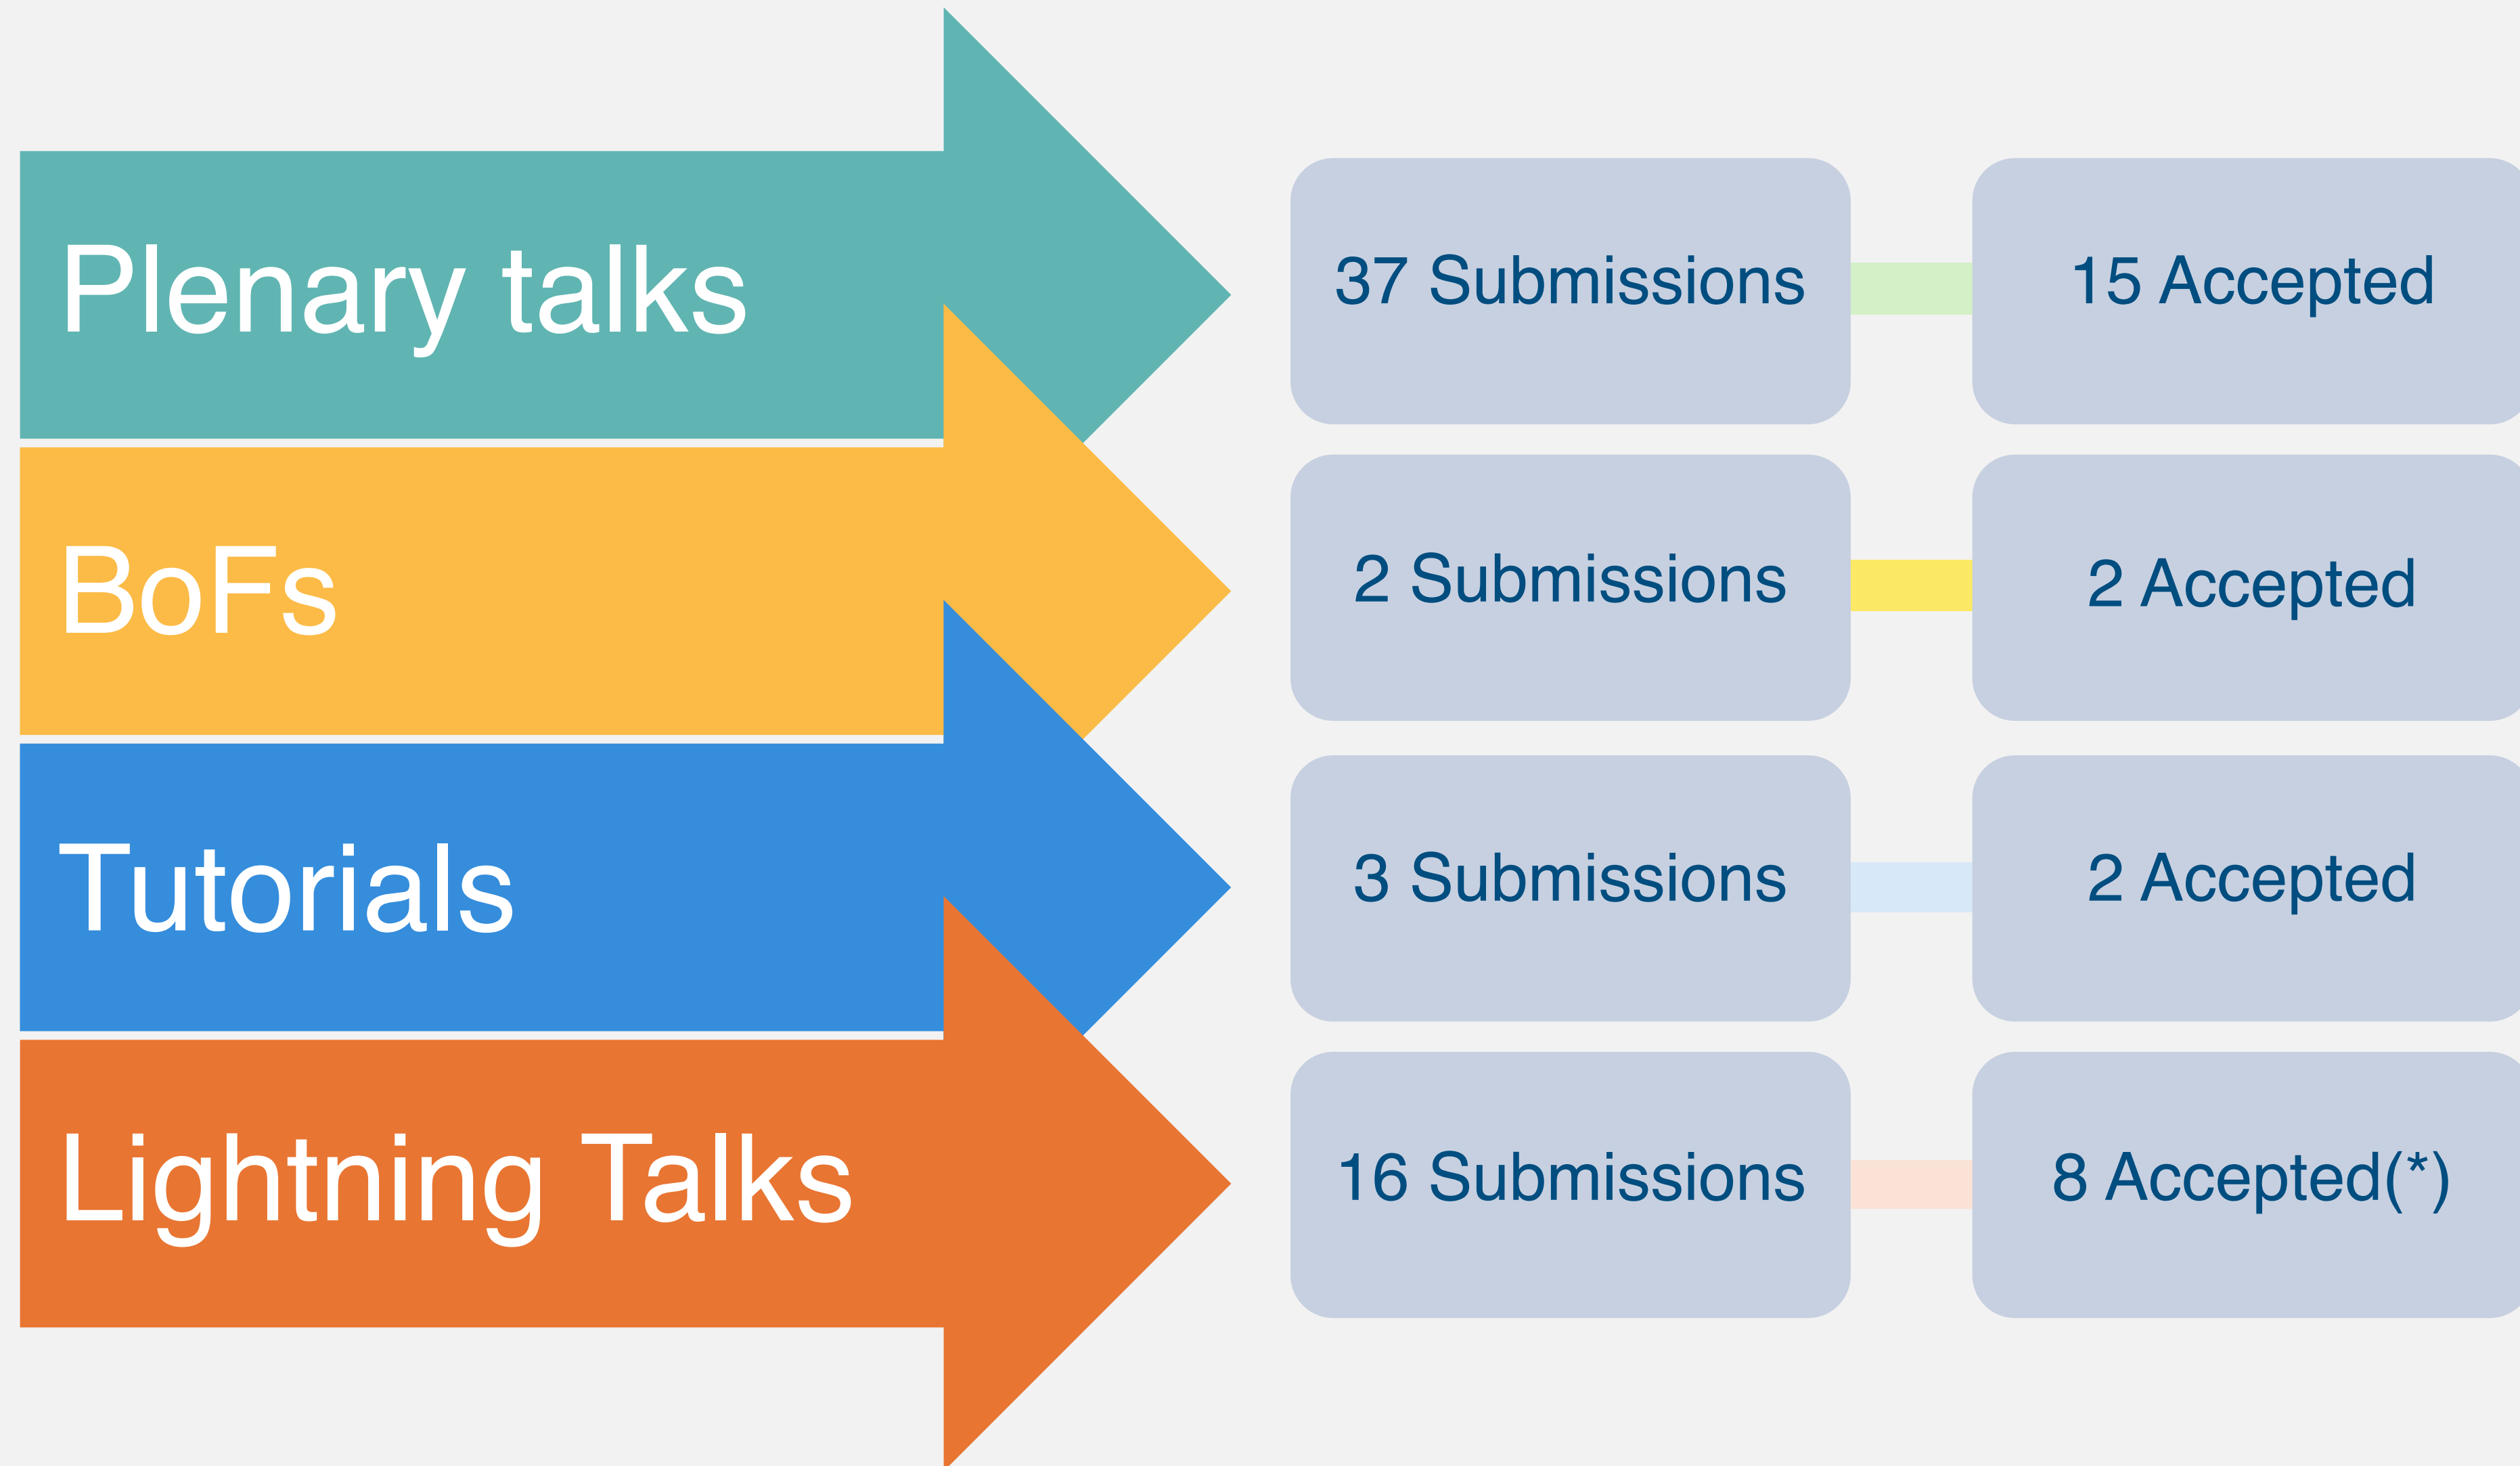 Plenary talks
37 Submissions
15 Accepted
BoFs
2 Submissions
2 Accepted
Tutorials
3 Submissions
2 Accepted
Lightning Talks
16 Submissions
8 Accepted(*)